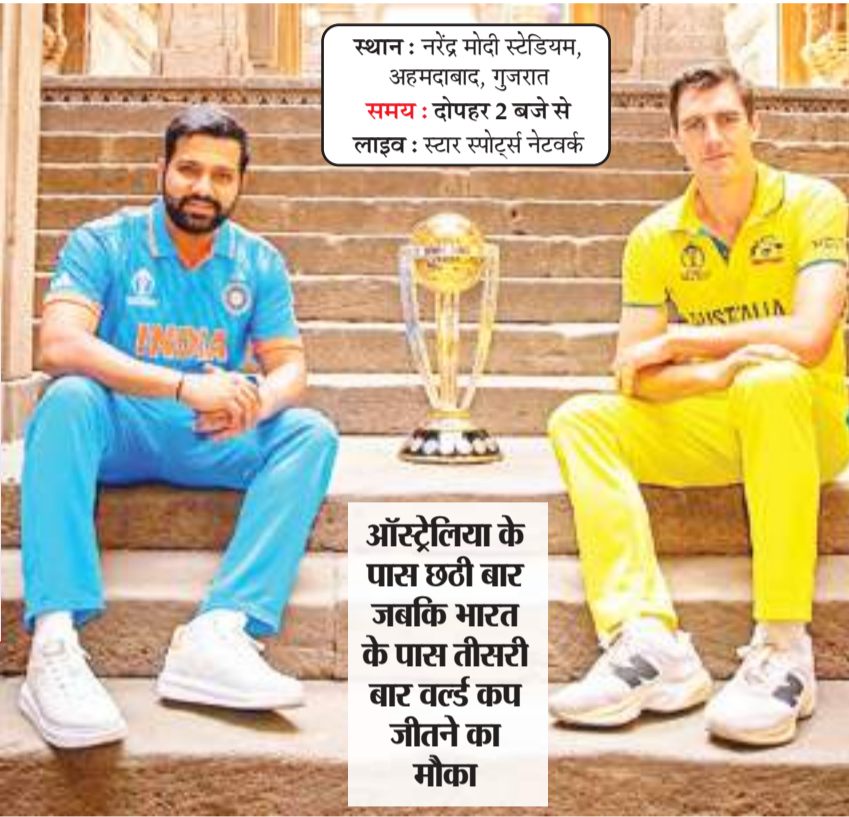 स्थान : नरेंद्र मोदी स्टेडियम,
अहमदाबाद, गुजरात
समय : दोपहर 2 बजे से
लाइव : स्टार स्पोर्ट्स नेटवर्क
INDIA
AUSTRALIA
ऑस्ट्रेलिया के
पास छठी बार
जबकि भारत
के पास तीसरी
बार वर्ल्ड कप
जीतने का
मौका